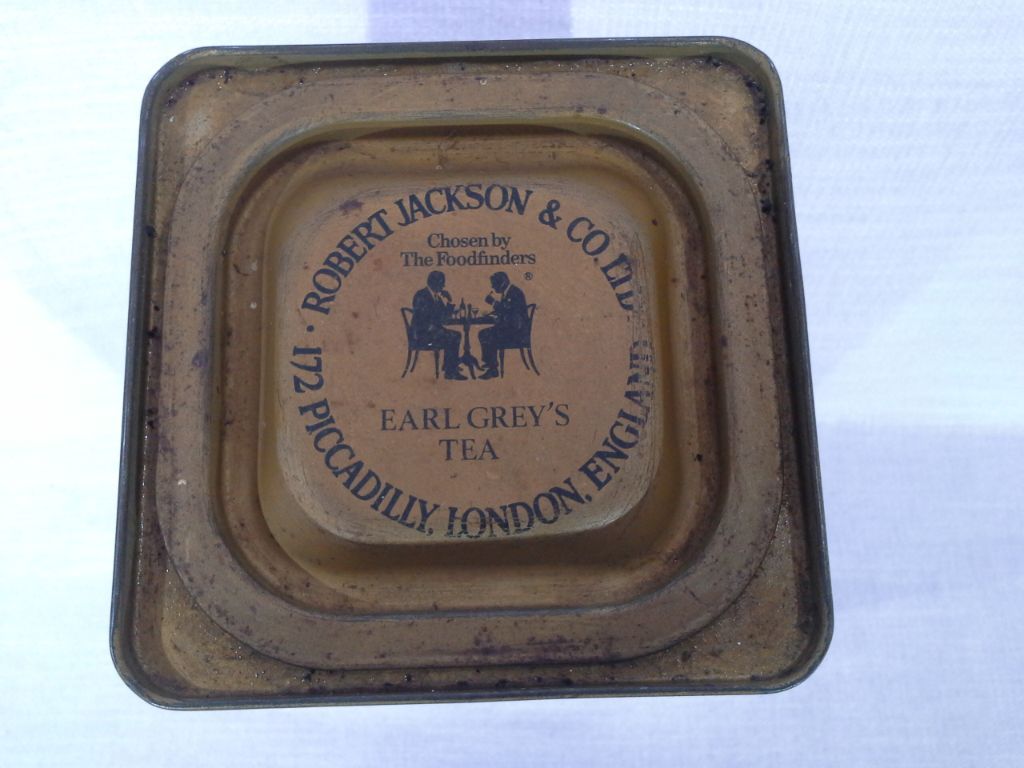 ROBERT JACKSON & CO. LTD
Chosen by
The Foodfinders
®
EARL GREY'S
TEA
· 172 PICCADILLY, LONDON, ENGLAND